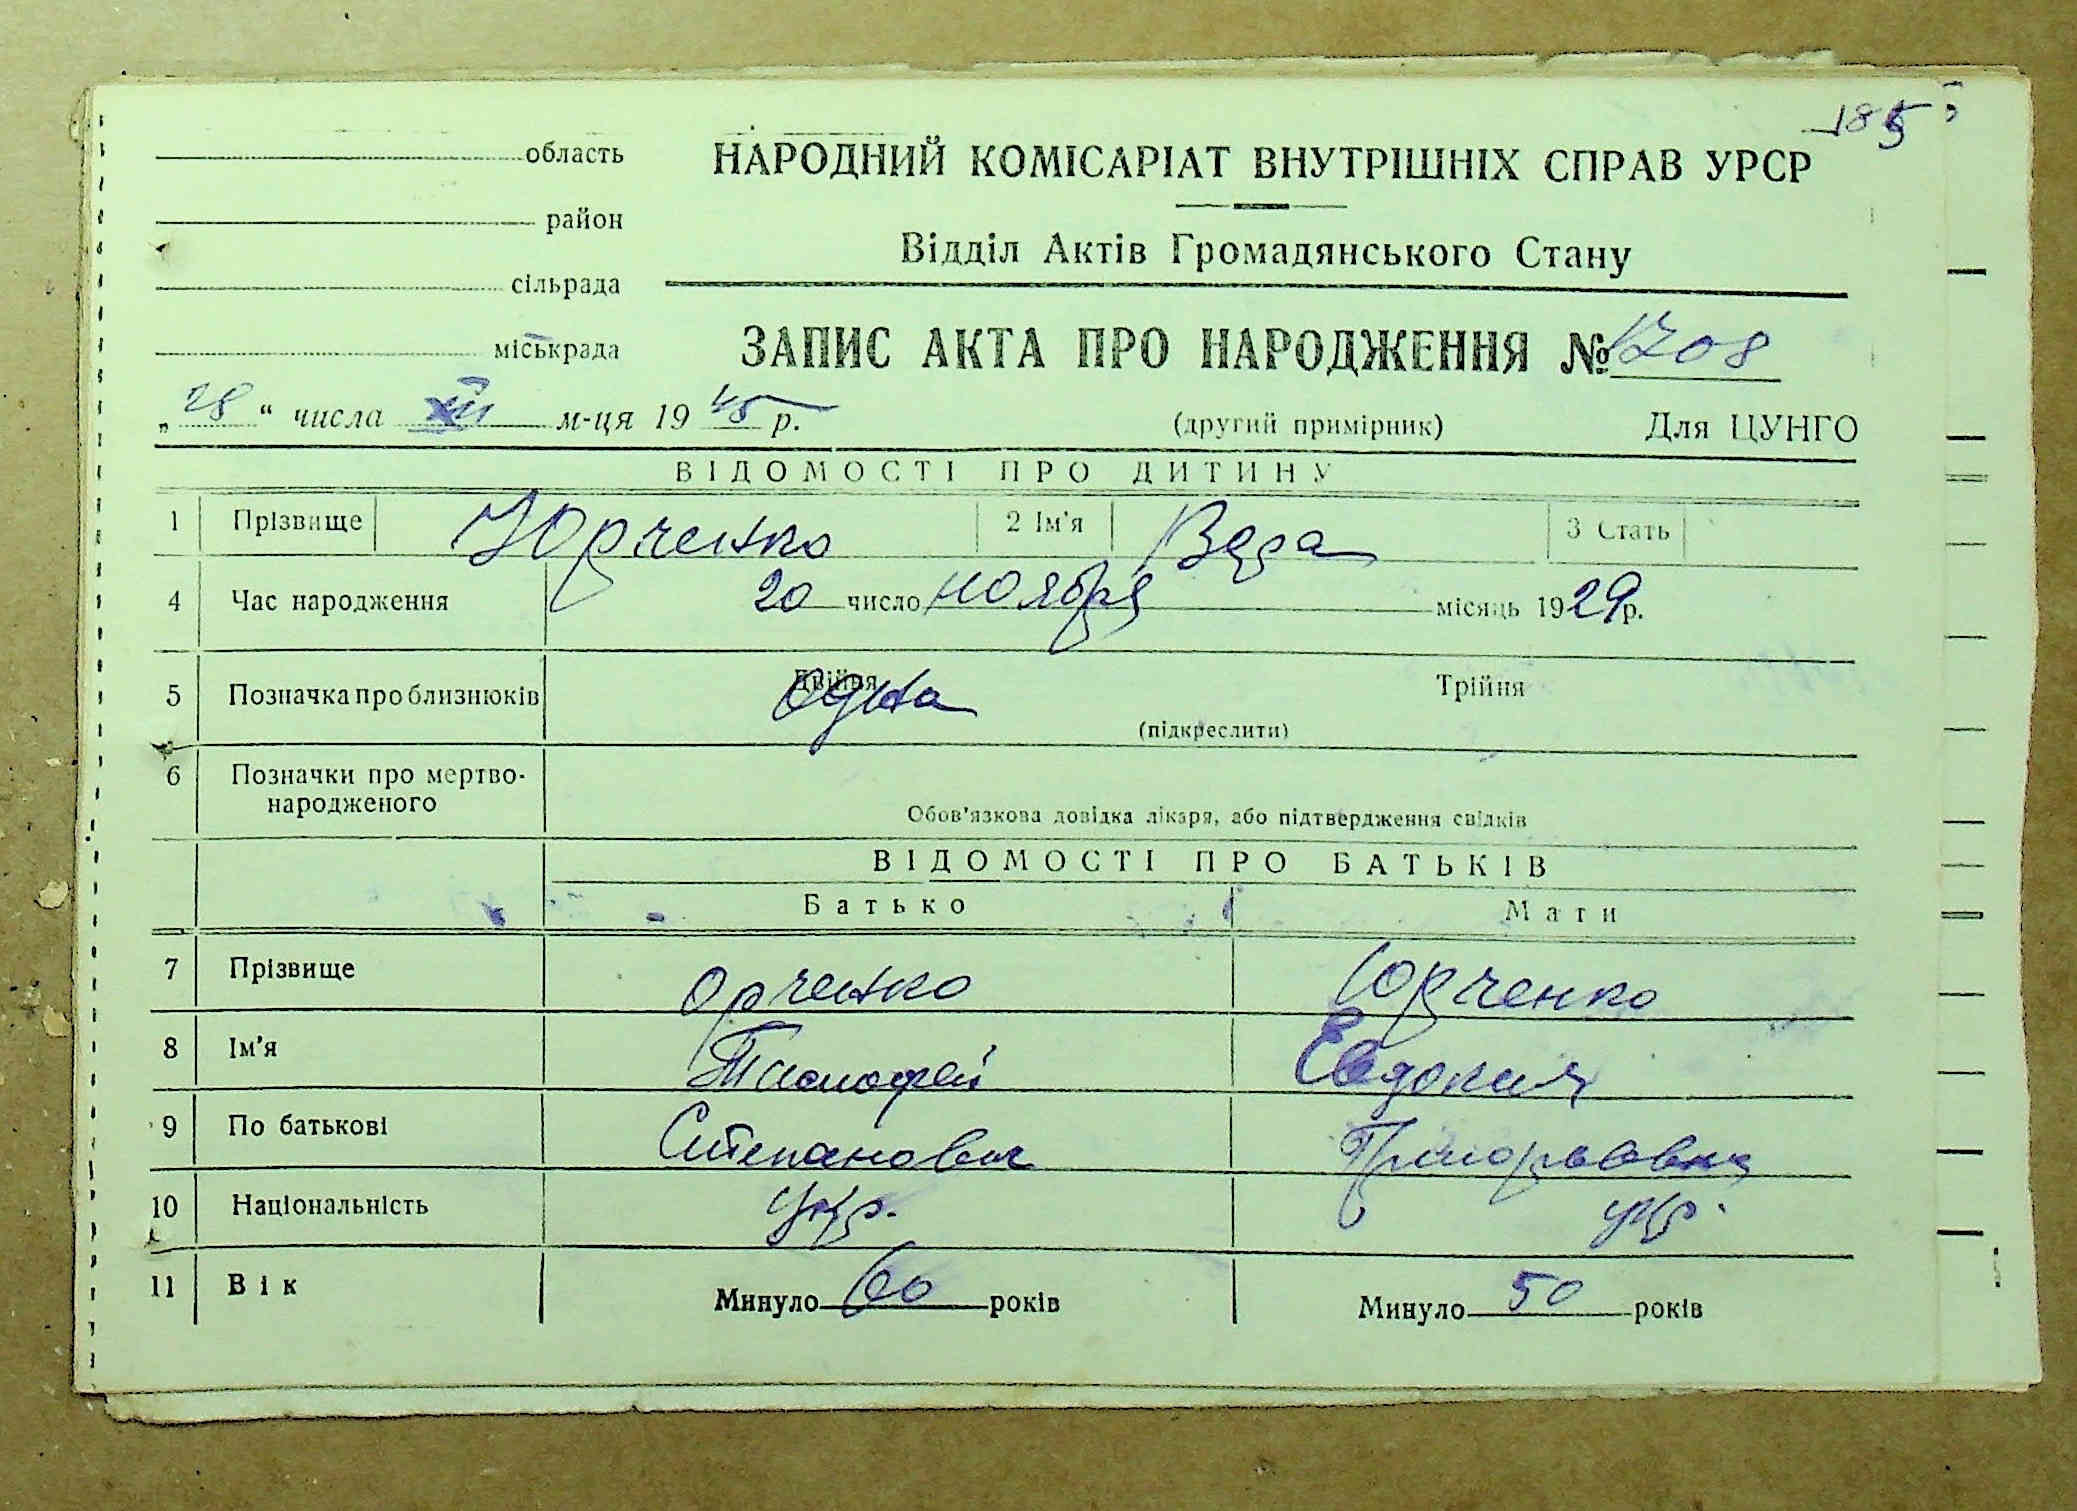 185
область
НАРОДНИЙ КОМІСАРІАТ ВНУТРІШНІХ СПРАВ УРСР
район
Відділ Актів Громадянського Стану
сільрада
міськрада
ЗАПИС АКТА ПРО НАРОДЖЕННЯ № 1708
„28“ числа м-ця 1945 р. (другий примірник) Для ЦУНГО
ВІДОМОСТІ ПРО ДИТИНУ
1 Прізвище Юрченко 2 Ім'я Вера 3 Стать
4 Час народження 20 число ноября місяць 1929 р.
5 Позначка про близнюків Двійня Одна Трійня
(підкреслити)
6 Позначки про мертво-
народженого
Обов'язкова довідка лікаря, або підтвердження свідків
ВІДОМОСТІ ПРО БАТЬКІВ
Батько Мати
7 Прізвище Юрченко Юрченко
8 Ім'я Тимофей Евдокия
9 По батькові Степанович Григорьевна
10 Національність укр. укр.
11 Вік Минуло 60 років Минуло 50 років